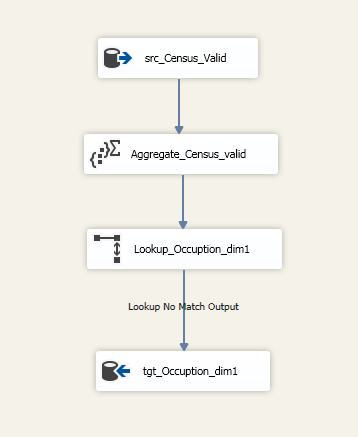 src_Census_Valid
Aggregate_Census_valid
Lookup_Occuption_dim1
Lookup No Match Output
tgt_Occuption_dim1